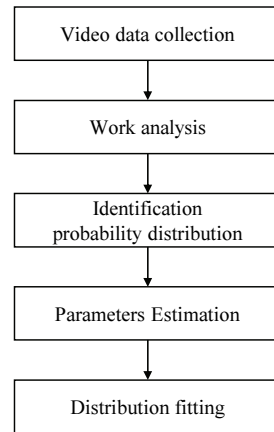 Video data collection
Work analysis
Identification
probability distribution
Parameters Estimation
Distribution fitting